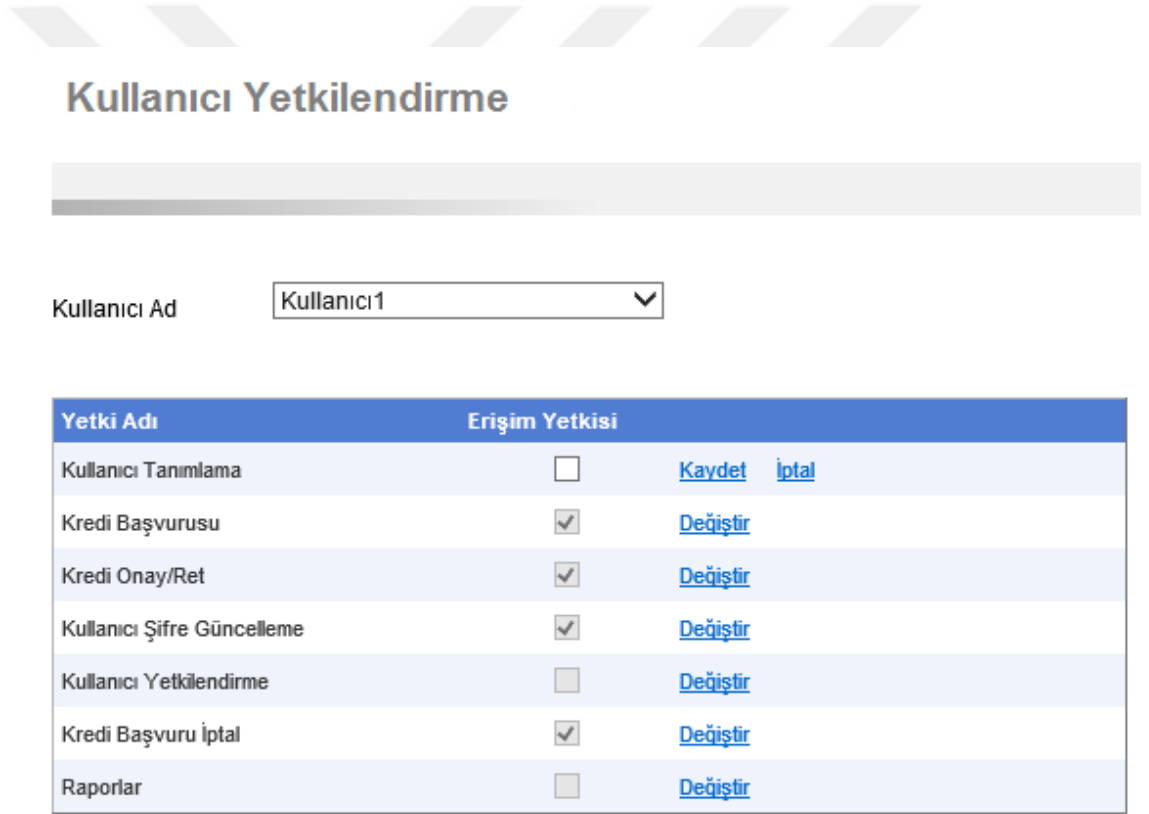 Kullanıcı Yetkilendirme
Kullanıcı Ad Kullanıcı1
Yetki Adı Erişim Yetkisi
Kullanıcı Tanımlama Kaydet İptal
Kredi Başvurusu Değiştir
Kredi Onay/Ret Değiştir
Kullanıcı Şifre Güncelleme Değiştir
Kullanıcı Yetkilendirme Değiştir
Kredi Başvuru İptal Değiştir
Raporlar Değiştir